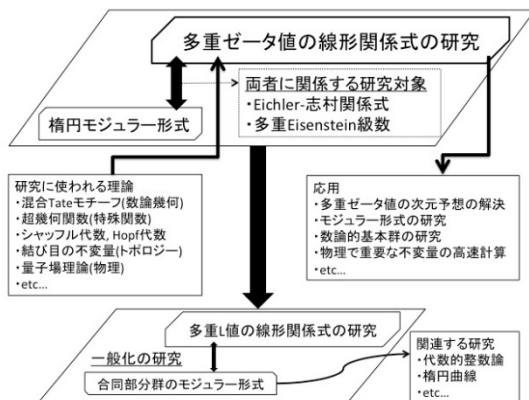 多重ゼータ値の線形関係式の研究
両者に関係する研究対象
・Eichler-志村関係式
・多重Eisenstein級数
楕円モジュラー形式
研究に使われる理論
・混合Tateモチーフ(数論幾何)
・超幾何関数(特殊関数)
・シャッフル代数, Hopf代数
・結び目の不変量(トポロジー)
・量子場理論(物理)
・etc...
応用
・多重ゼータ値の次元予想の解決
・モジュラー形式の研究
・数論的基本群の研究
・物理で重要な不変量の高速計算
・etc...
多重L値の線形関係式の研究
一般化の研究
合同部分群のモジュラー形式
関連する研究
・代数的整数論
・楕円曲線
・etc...